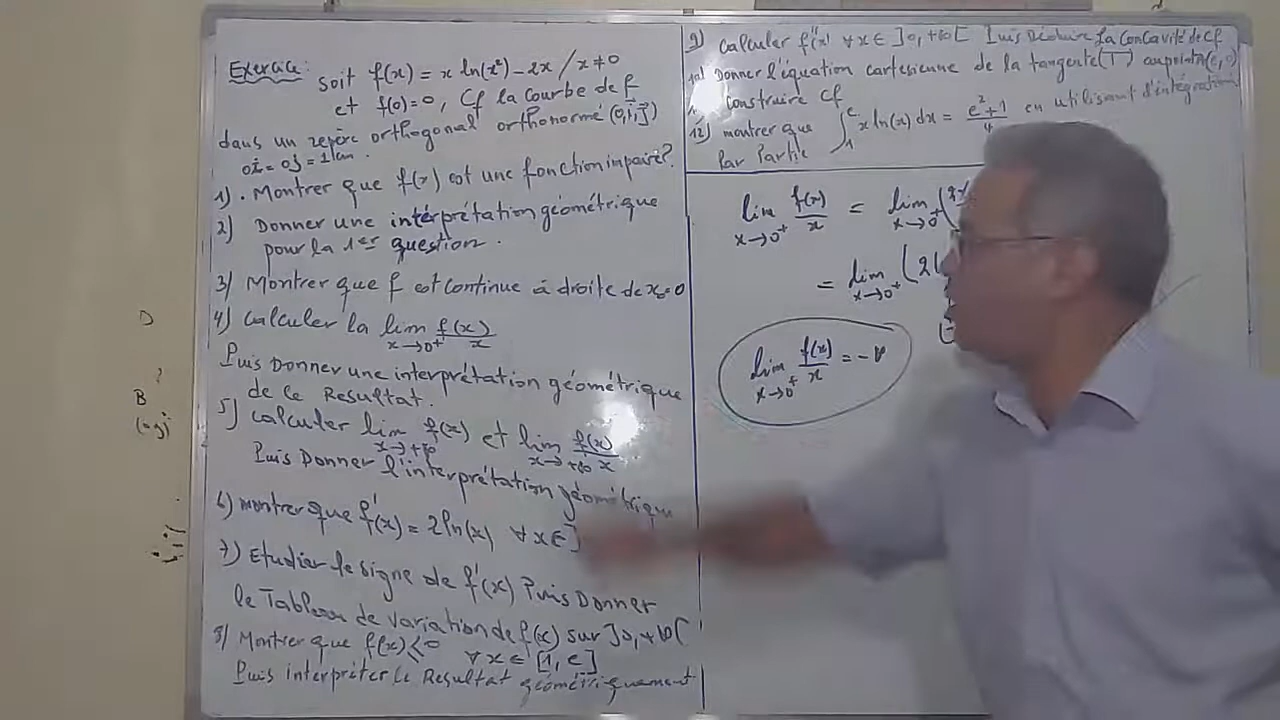 Exercice: Soit f(x) = x ln(x²) - 2x / x≠0
et f(0)=0, Cf la courbe de f
dans un repère orthogonal orthonormé (o,i,j)
oi = oj = 1cm.
1). Montrer que f(x) est une fonction impaire?
2) Donner une intérprétation géométrique
pour la 1er question.
3) Montrer que f est continue à droite de x₀=0
4) calculer la lim x→0⁺ f(x)/x
Puis Donner une interprétation géométrique
de ce Resultat.
5) calculer lim x→+∞ f(x) et lim x→+∞ f(x)/x
Puis Donner l'interprétation géométrique
6) montrer que f'(x) = 2ln(x) ∀x∈]
7) Etudier le signe de f'(x) Puis Donner
le Tableau de variation de f(x) sur ]0,+∞[
8) Montrer que f(x)≤0 ∀x∈[1,e]
Puis interpréter le Resultat géométriquement
9) calculer f''(x) ∀x∈]0,+∞[ Puis Déduire la Concavité de Cf
10) Donner l'équation cartesienne de la tangente (T) au point A(e,0)
construire Cf
12) montrer que ∫₁ᵉ x ln(x) dx = (e²+1)/4 en utilisant d'intégration
Par Partie
lim x→0⁺ f(x)/x = lim x→0⁺
= lim x→0⁺ (2(
lim x→0⁺ f(x)/x = -∞
D
B